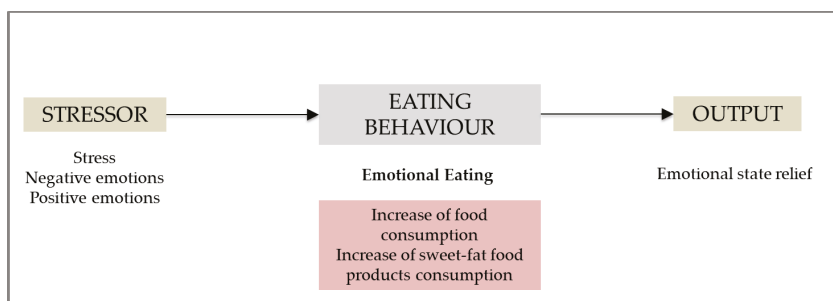 STRESSOR
Stress
Negative emotions
Positive emotions
EATING
BEHAVIOUR
Emotional Eating
Increase of food
consumption
Increase of sweet-fat food
products consumption
OUTPUT
Emotional state relief